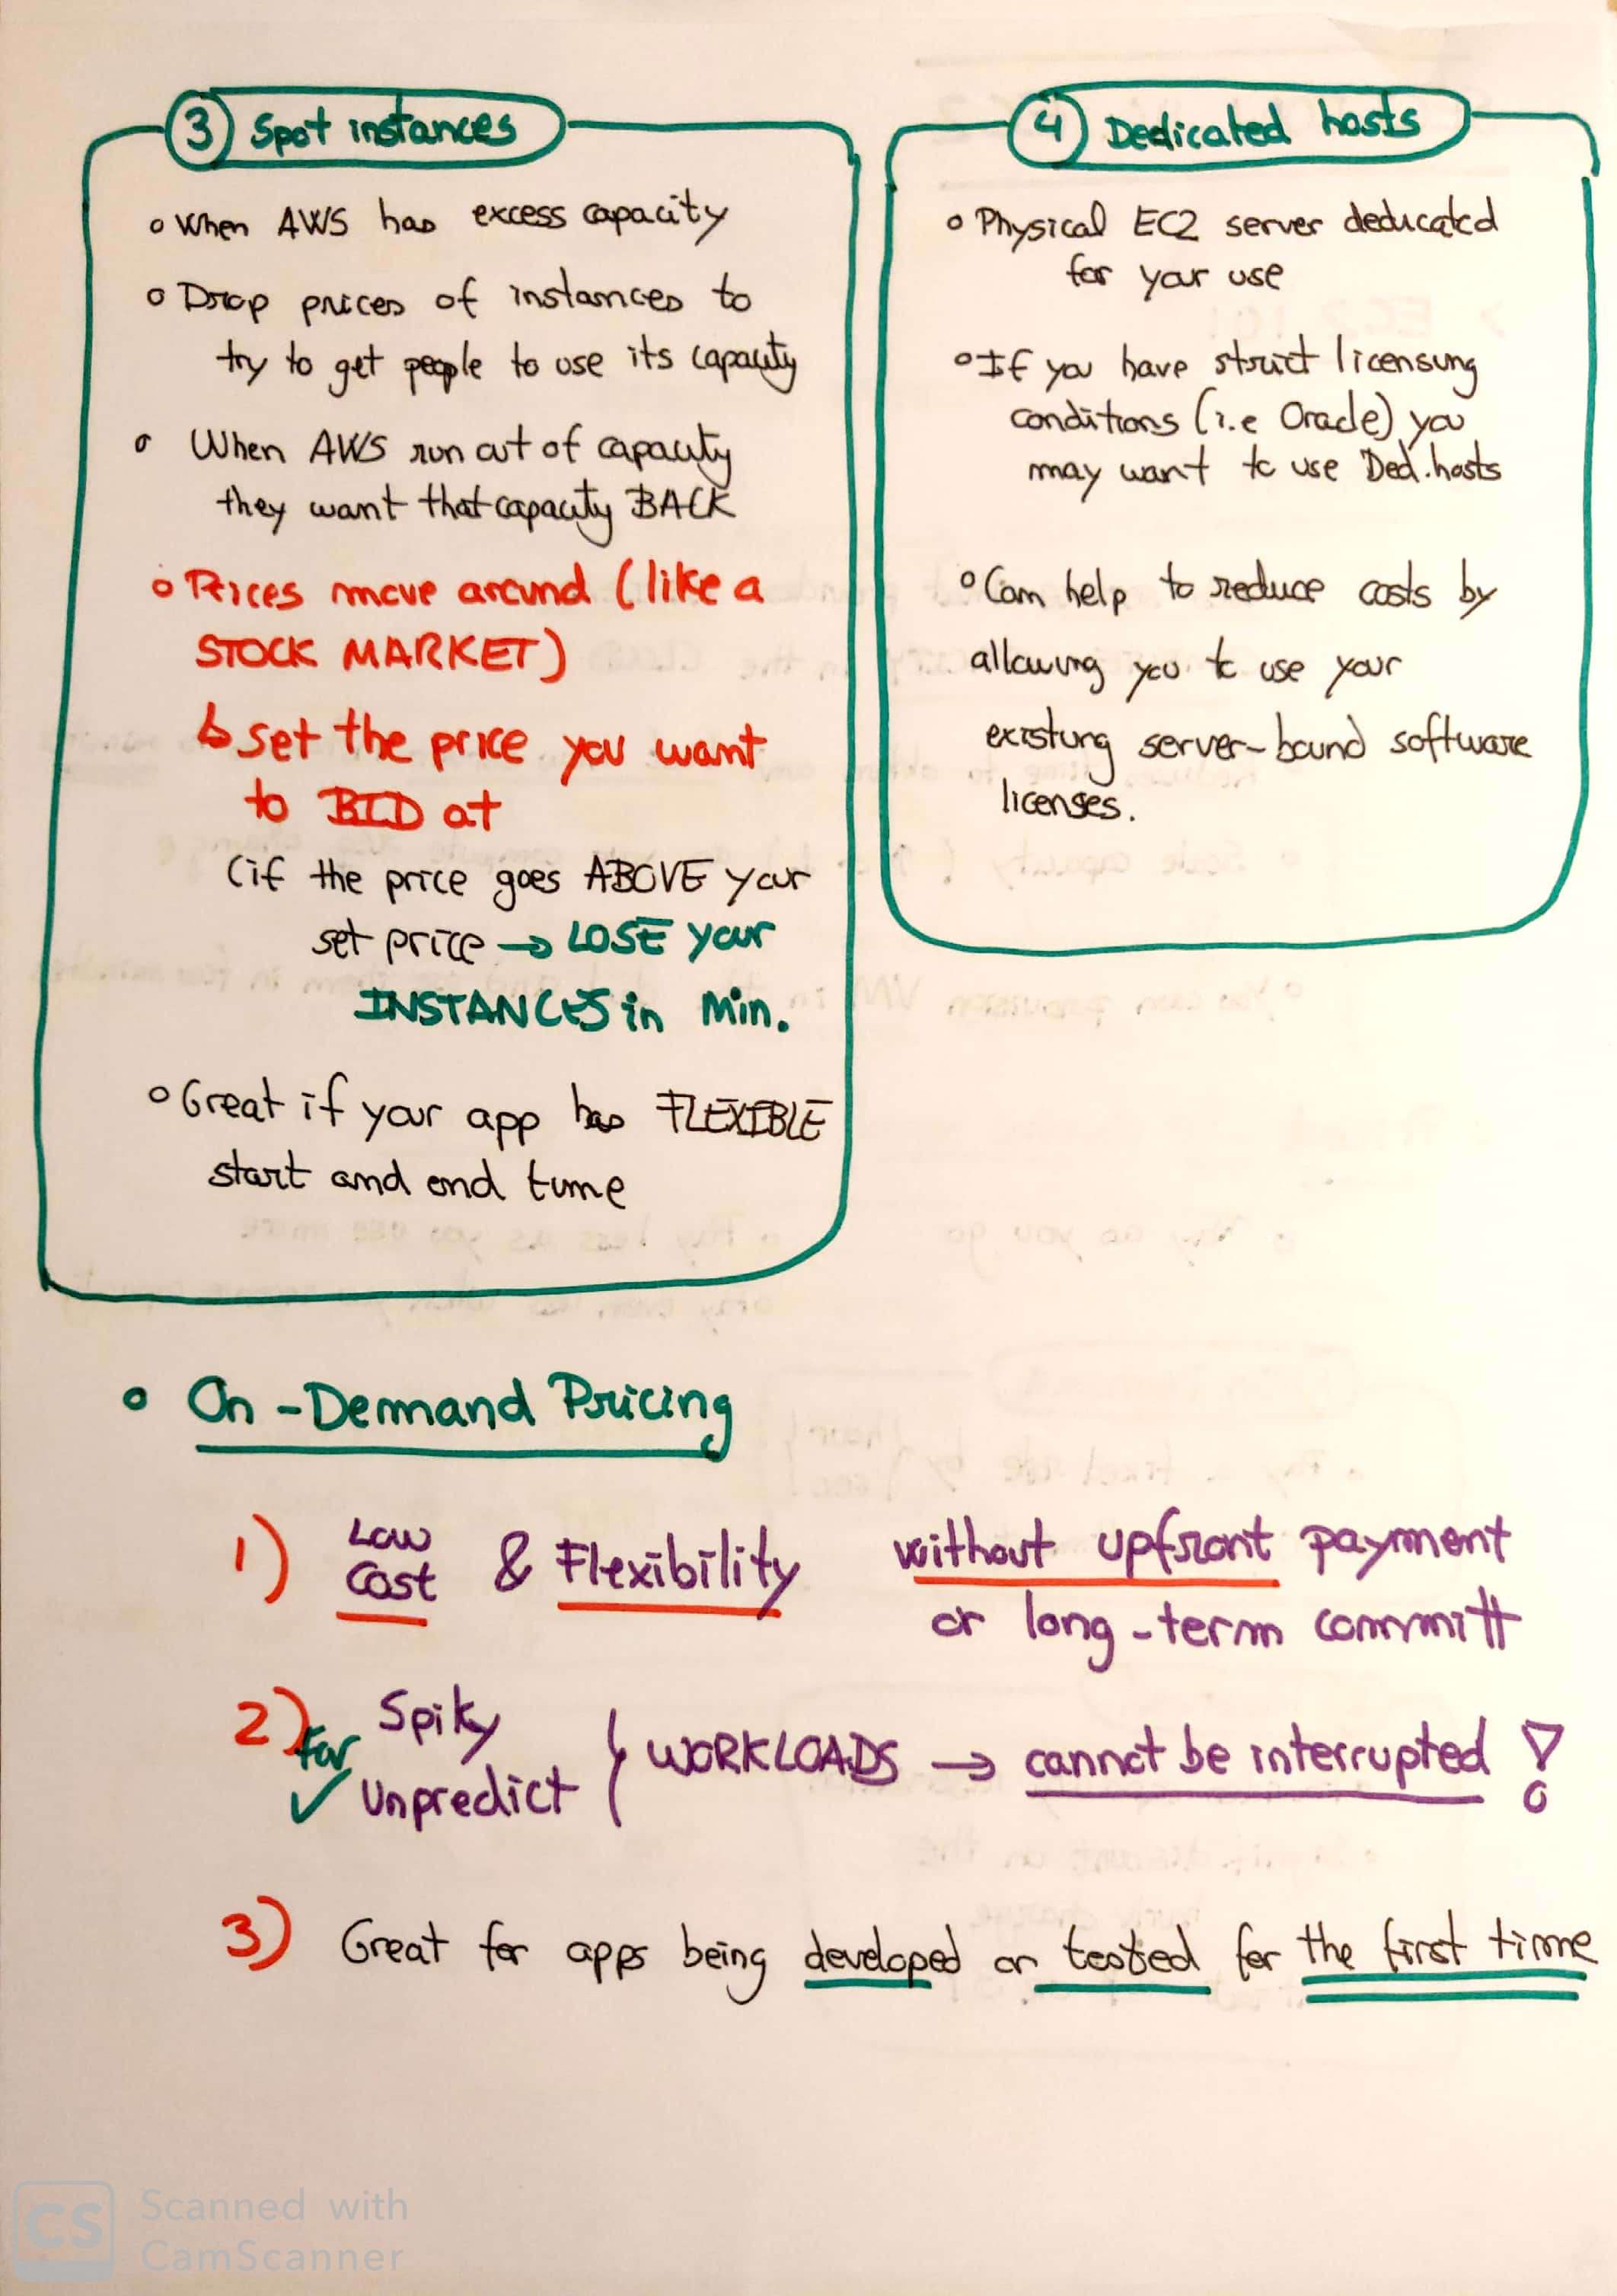 3 Spot instances
o When AWS has excess capacity
o Drop prices of instances to
try to get people to use its capacity
o When AWS run out of capacity
they want that capacity BACK
o Prices move around (like a
STOCK MARKET)
↳ set the price you want
to BID at
(if the price goes ABOVE your
set price → LOSE your
INSTANCES in Min.
o Great if your app has FLEXIBLE
start and end time
4 Dedicated hosts
o Physical EC2 server dedicated
for your use
o If you have strict licensing
conditions (i.e Oracle) you
may want to use Ded.hosts
o Can help to reduce costs by
allowing you to use your
existing server-bound software
licenses.
o On-Demand Pricing
1) Low Cost & Flexibility without upfront payment
or long-term committ
2) For ✓ Spiky
Unpredict } WORKLOADS → cannot be interrupted !
3) Great for apps being developed or tested for the first time
CS Scanned with
CamScanner